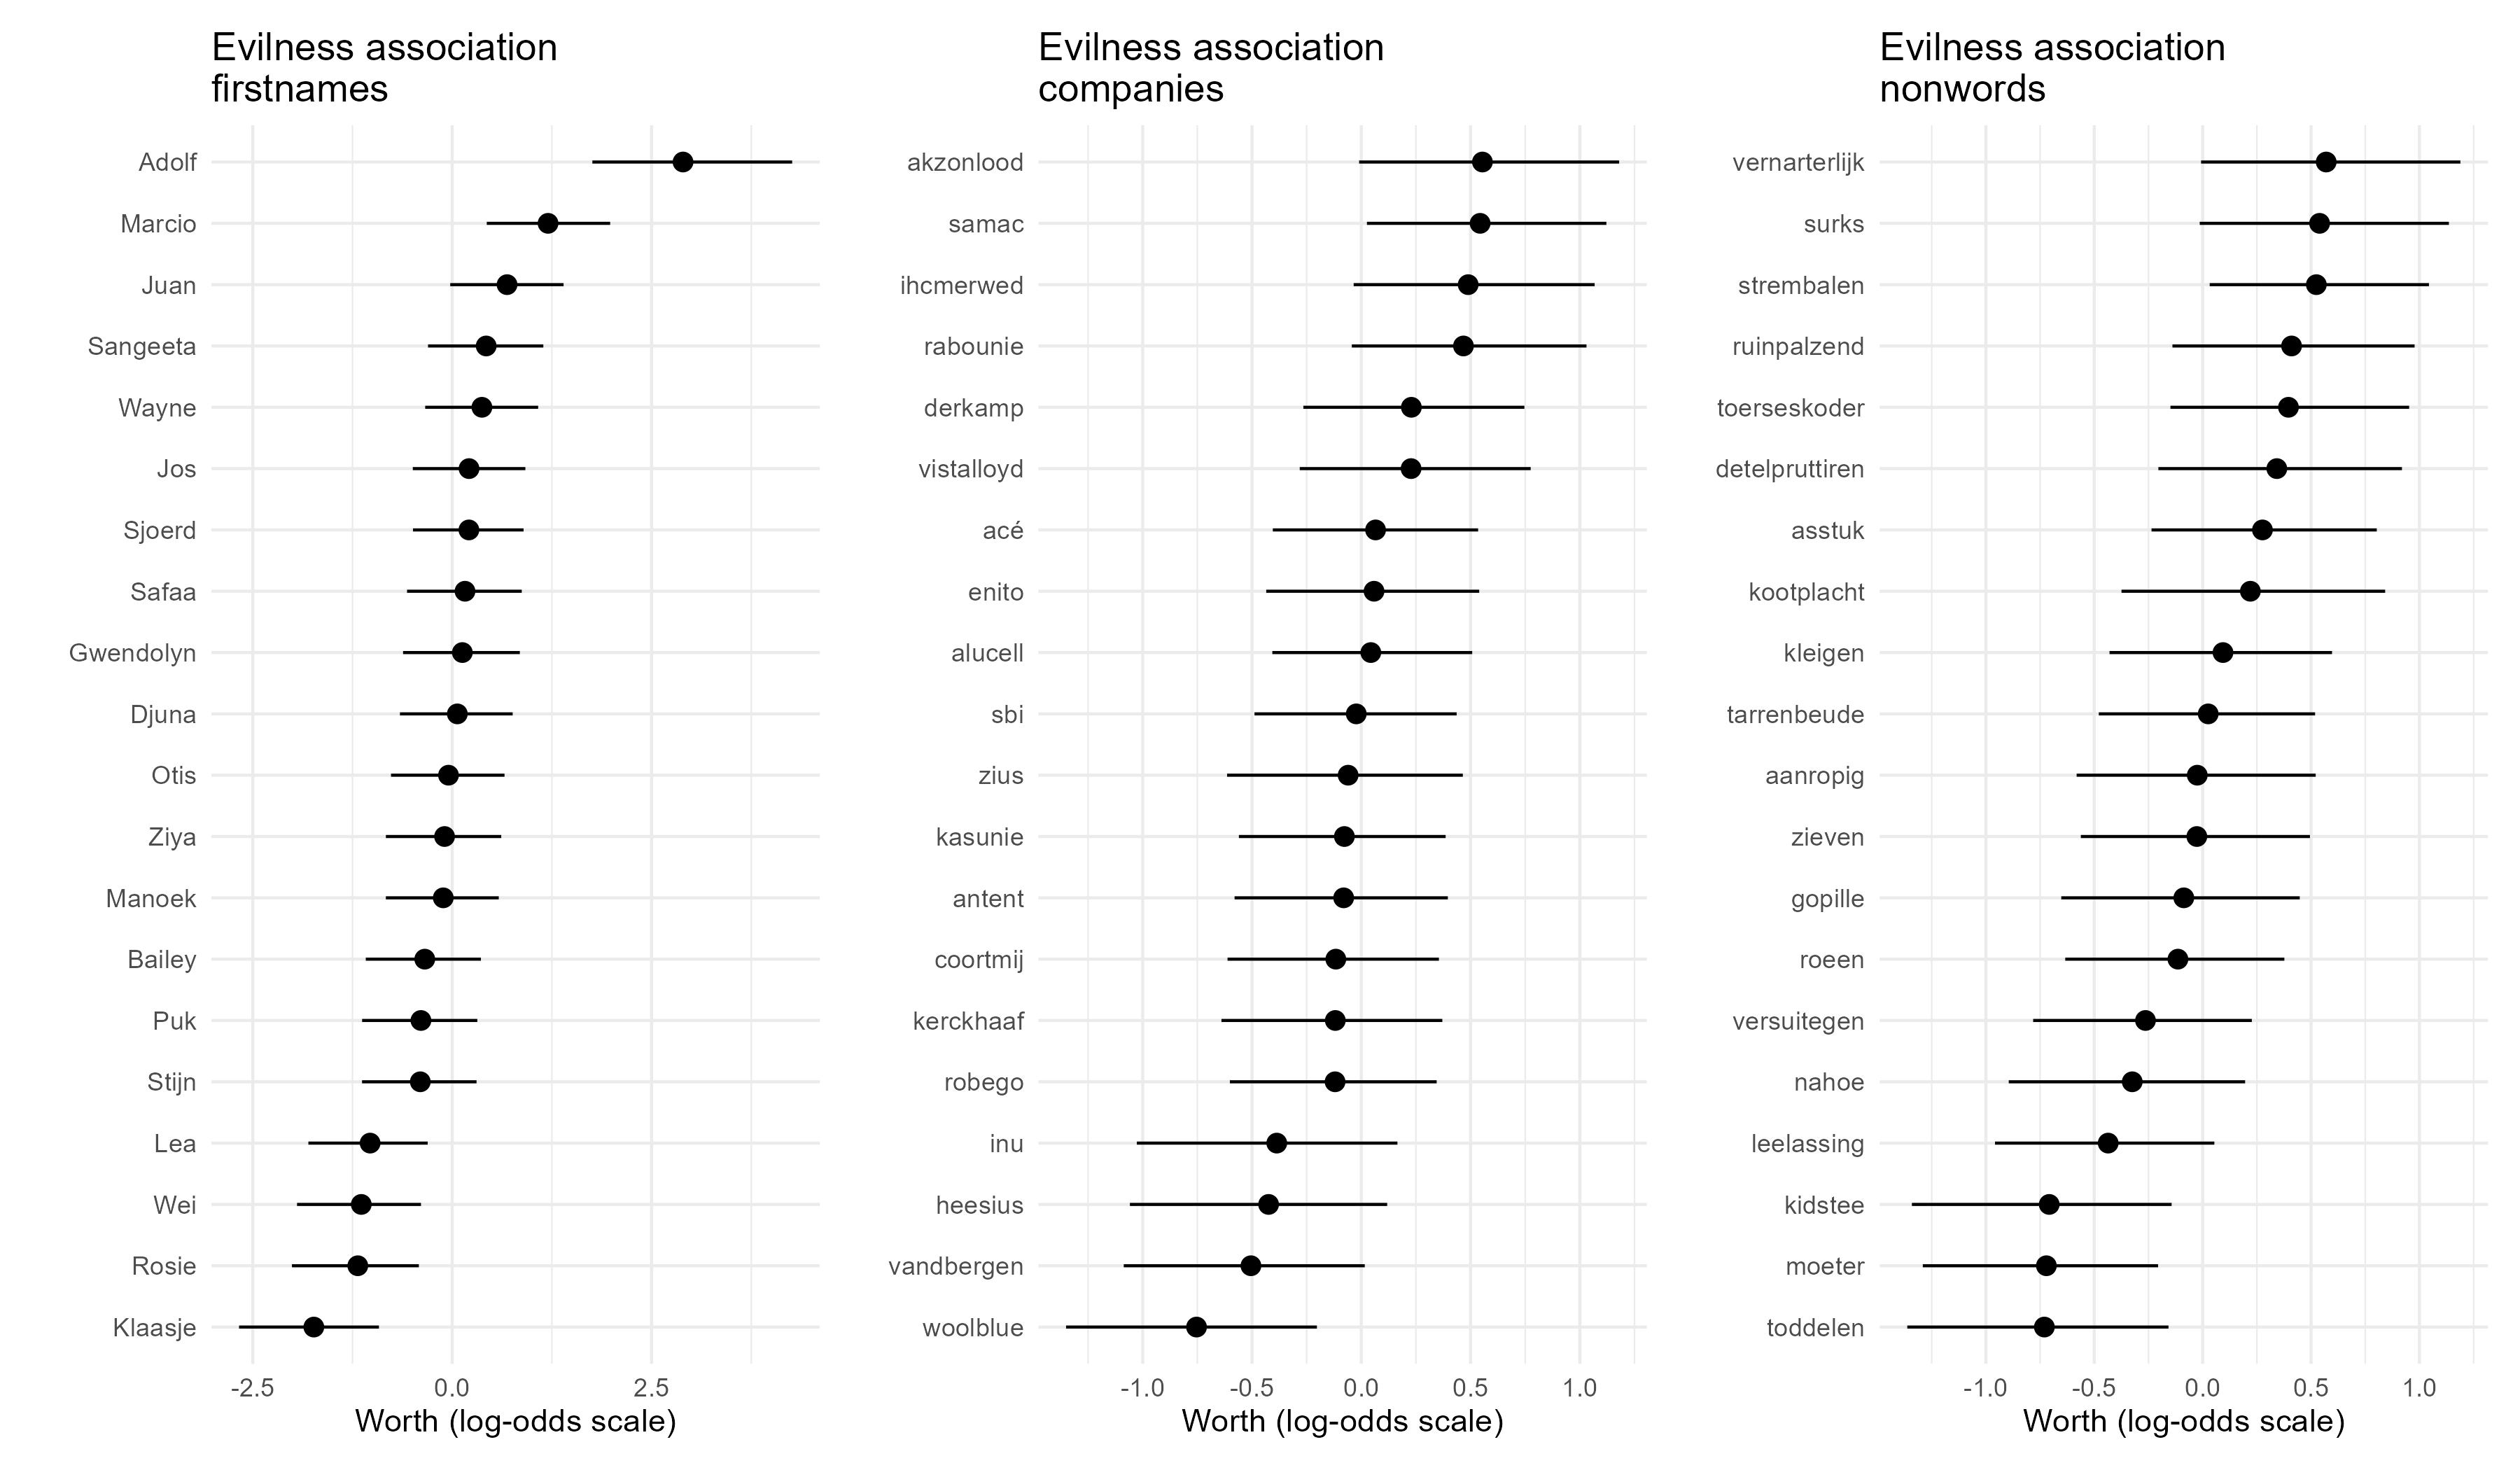 Evilness association
firstnames
Adolf
Marcio
Juan
Sangeeta
Wayne
Jos
Sjoerd
Safaa
Gwendolyn
Djuna
Otis
Ziya
Manoek
Bailey
Puk
Stijn
Lea
Wei
Rosie
Klaasje
-2.5 0.0 2.5
Worth (log-odds scale)
Evilness association
companies
akzonlood
samac
ihcmerwed
rabounie
derkamp
vistalloyd
acé
enito
alucell
sbi
zius
kasunie
antent
coortmij
kerckhaaf
robego
inu
heesius
vandbergen
woolblue
-1.0 -0.5 0.0 0.5 1.0
Worth (log-odds scale)
Evilness association
nonwords
vernarterlijk
surks
strembalen
ruinpalzend
toerseskoder
detelpruttiren
asstuk
kootplacht
kleigen
tarrenbeude
aanropig
zieven
gopille
roeen
versuitegen
nahoe
leelassing
kidstee
moeter
toddelen
-1.0 -0.5 0.0 0.5 1.0
Worth (log-odds scale)